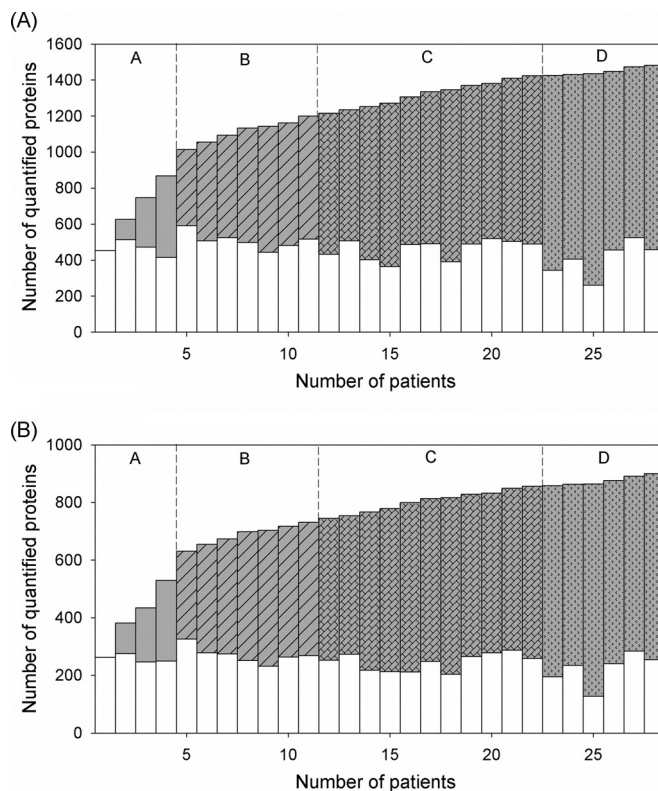 (A)
1600
A B C D
1400
1200
1000
800
600
400
200
0
Number of quantified proteins
5 10 15 20 25
Number of patients
(B)
1000
A B C D
800
600
400
200
0
Number of quantified proteins
5 10 15 20 25
Number of patients